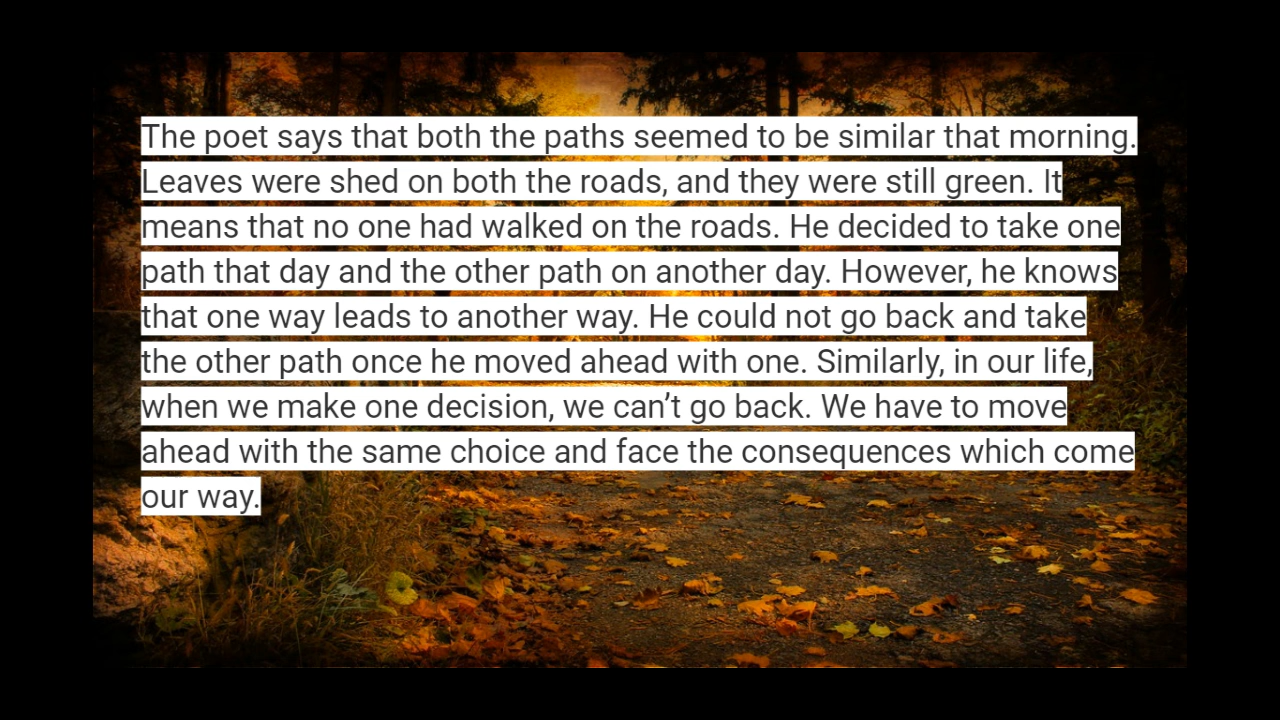 The poet says that both the paths seemed to be similar that morning.
Leaves were shed on both the roads, and they were still green. It
means that no one had walked on the roads. He decided to take one
path that day and the other path on another day. However, he knows
that one way leads to another way. He could not go back and take
the other path once he moved ahead with one. Similarly, in our life,
when we make one decision, we can’t go back. We have to move
ahead with the same choice and face the consequences which come
our way.